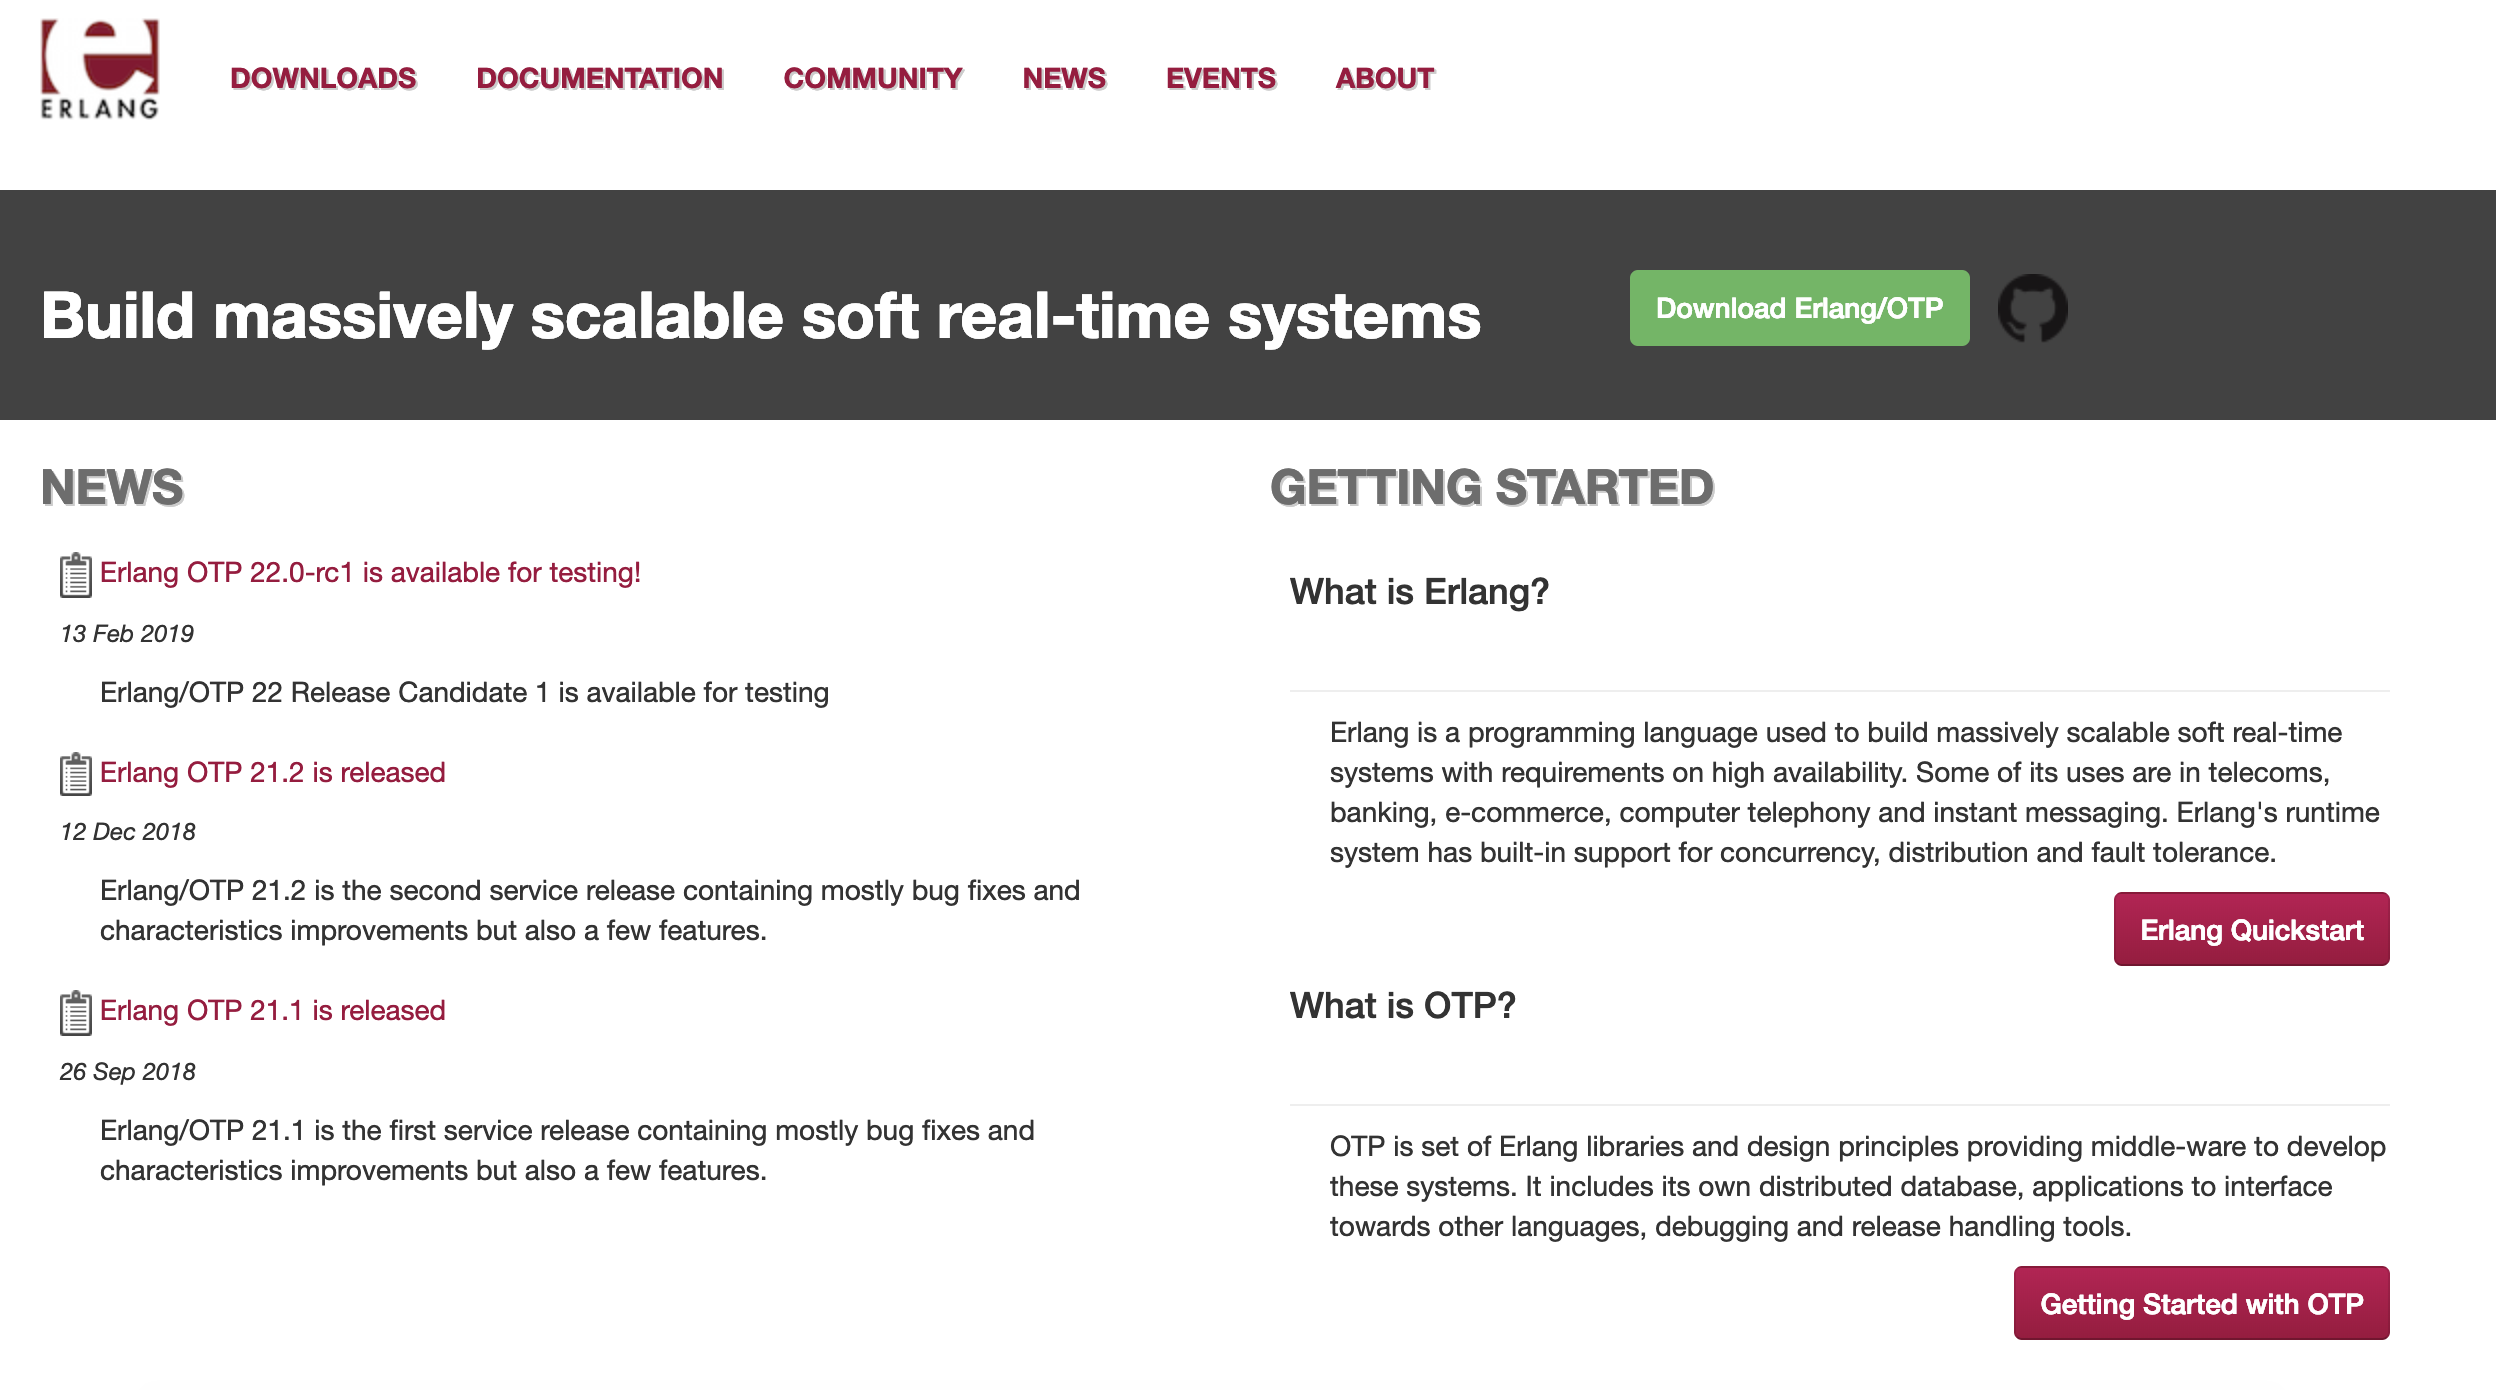 ERLANG
DOWNLOADS DOCUMENTATION COMMUNITY NEWS EVENTS ABOUT
Build massively scalable soft real-time systems
Download Erlang/OTP
NEWS
Erlang OTP 22.0-rc1 is available for testing!
13 Feb 2019
Erlang/OTP 22 Release Candidate 1 is available for testing
Erlang OTP 21.2 is released
12 Dec 2018
Erlang/OTP 21.2 is the second service release containing mostly bug fixes and
characteristics improvements but also a few features.
Erlang OTP 21.1 is released
26 Sep 2018
Erlang/OTP 21.1 is the first service release containing mostly bug fixes and
characteristics improvements but also a few features.
GETTING STARTED
What is Erlang?
Erlang is a programming language used to build massively scalable soft real-time
systems with requirements on high availability. Some of its uses are in telecoms,
banking, e-commerce, computer telephony and instant messaging. Erlang's runtime
system has built-in support for concurrency, distribution and fault tolerance.
Erlang Quickstart
What is OTP?
OTP is set of Erlang libraries and design principles providing middle-ware to develop
these systems. It includes its own distributed database, applications to interface
towards other languages, debugging and release handling tools.
Getting Started with OTP